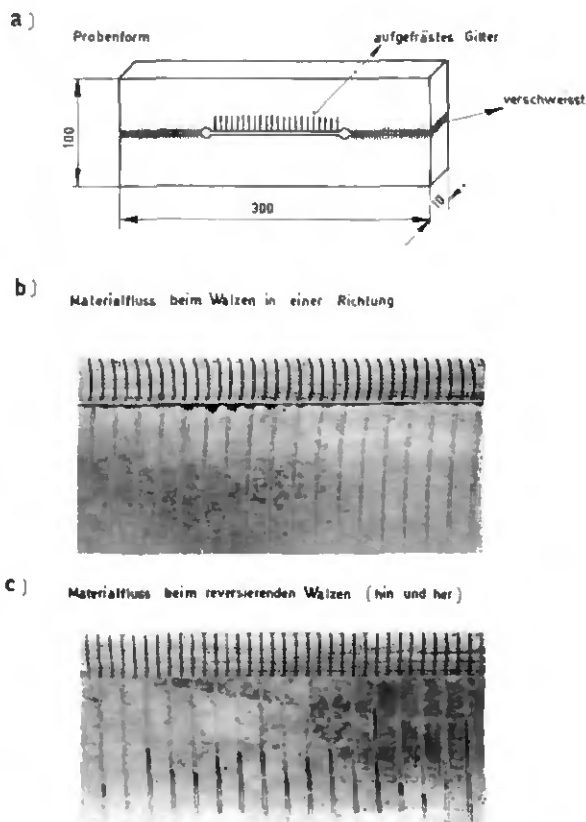 a)
Probenform
aufgefrästes Gitter
verschweisst
100
300
10
b)
Materialfluss beim Walzen in einer Richtung
c)
Materialfluss beim reversierenden Walzen (hin und her)